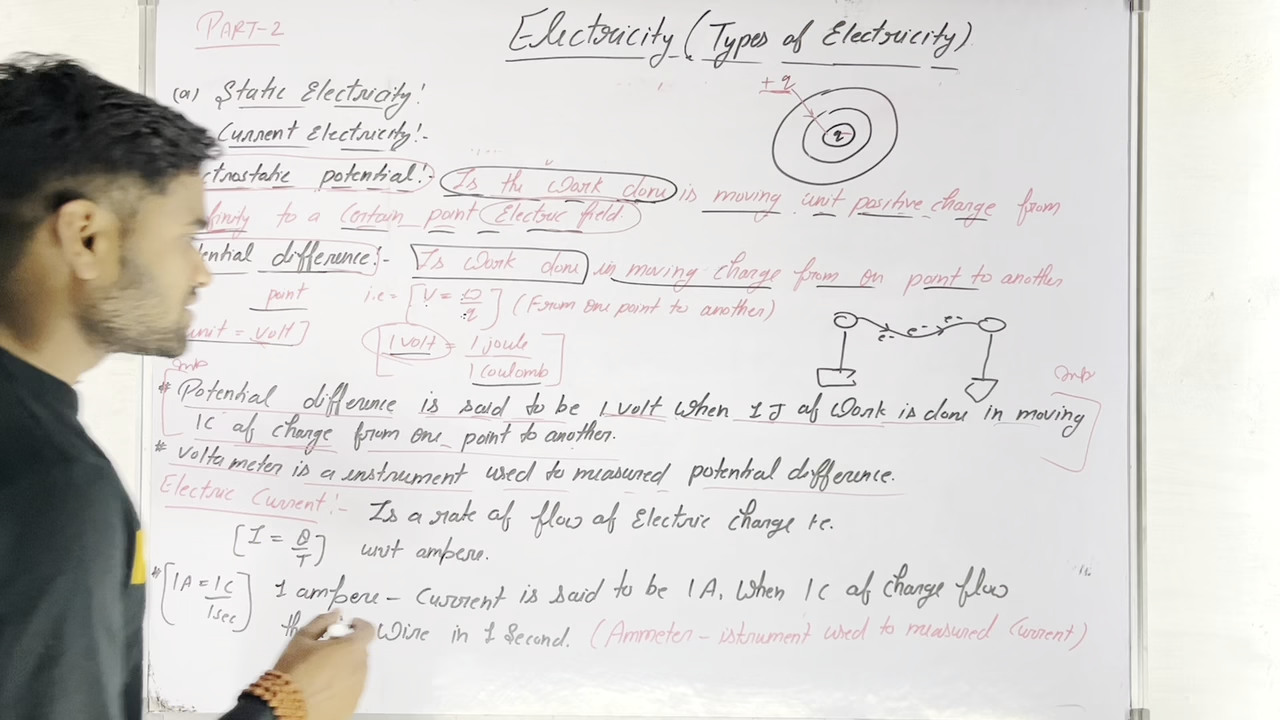 PART-2
Electricity (Types of Electricity)
(a) Static Electricity:
Current Electricity:-
+q
q-
ctrostatic potential:- Is the work done is moving unit positive charge from
finity to a certain point Electric field.
ential difference:- Is work done in moving charge from on point to another
point i.e= [V = W/q] (From one point to another)
unit = volt]
[1 volt = 1 joule / 1 Coulomb]
e- e- e-
Imp
Imp
# Potential difference is said to be 1 volt when 1 J of work is done in moving
1C of charge from one point to another.
* voltameter is a instrument used to measured potential difference.
Electric Current:- Is a rate of flow of Electric charge i.e.
[I = Q/T] unit ampere.
# [1A = 1C / 1sec] 1 ampere - Current is said to be 1A, when 1C of charge flow
th wire in 1 Second. (Ammeter - istrument used to measured Current)